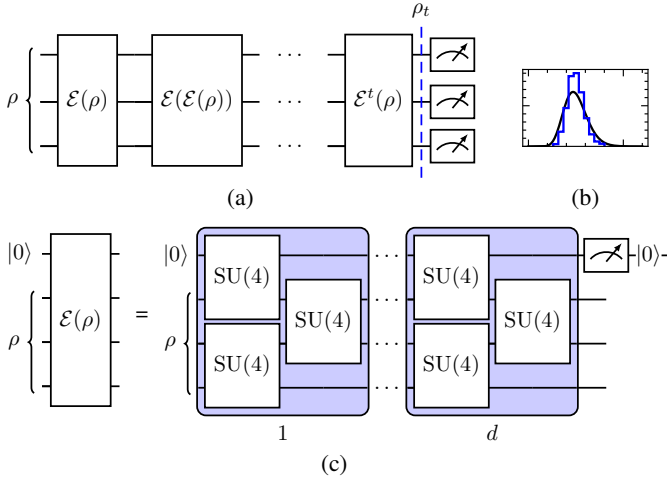 ρ_t
ρ { ℰ(ρ) ℰ(ℰ(ρ)) ··· ℰ^t(ρ)
(a) (b)
|0⟩ |0⟩ SU(4) ··· SU(4) |0⟩
ρ { ℰ(ρ) = ρ { SU(4) SU(4) ··· SU(4) SU(4)
1 d
(c)